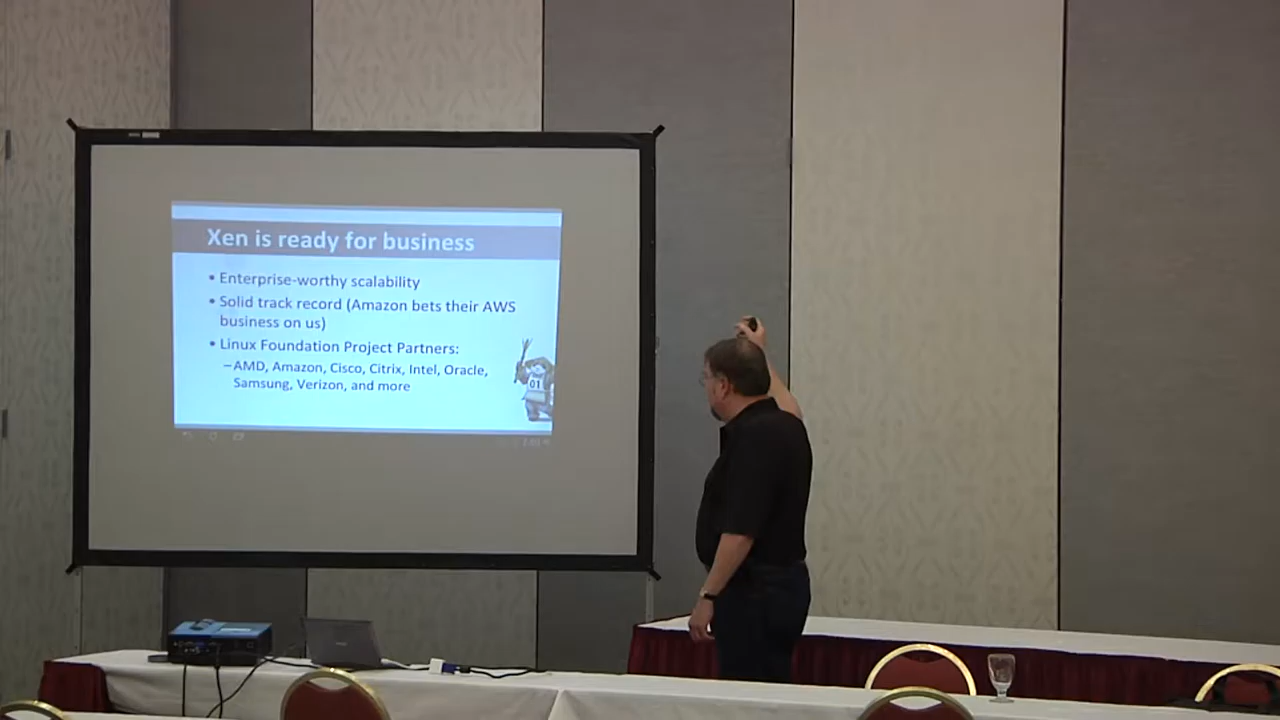 Xen is ready for business
• Enterprise-worthy scalability
• Solid track record (Amazon bets their AWS
business on us)
• Linux Foundation Project Partners:
–AMD, Amazon, Cisco, Citrix, Intel, Oracle,
Samsung, Verizon, and more
01